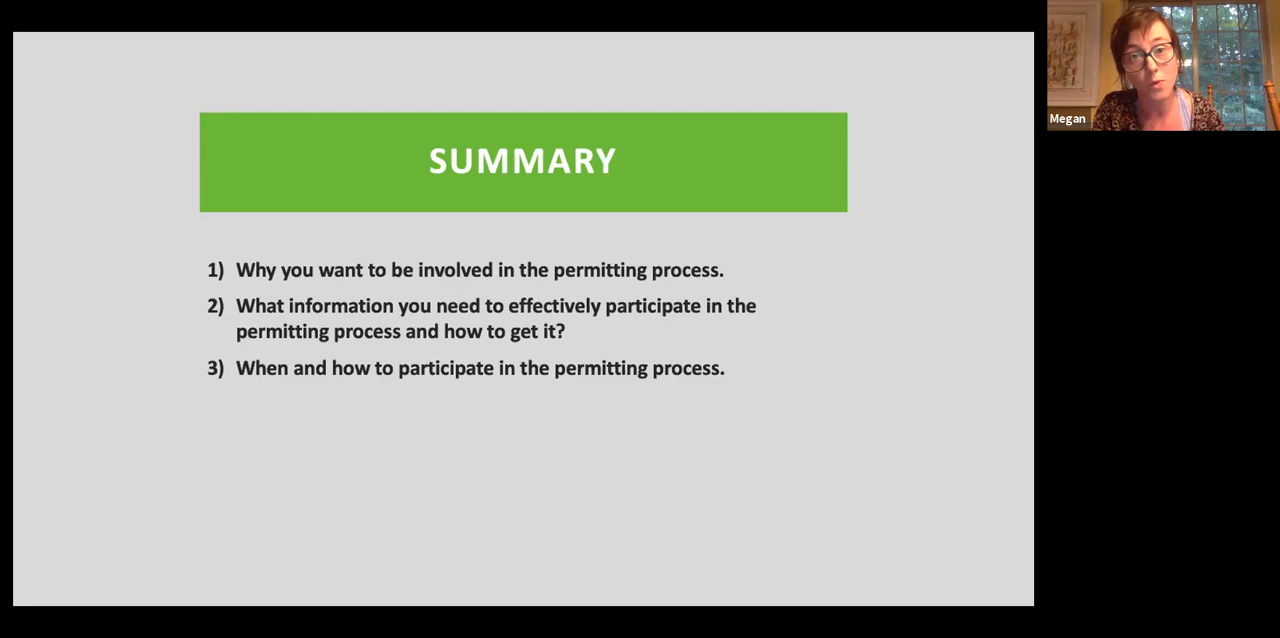 SUMMARY
1) Why you want to be involved in the permitting process.
2) What information you need to effectively participate in the
permitting process and how to get it?
3) When and how to participate in the permitting process.
Megan